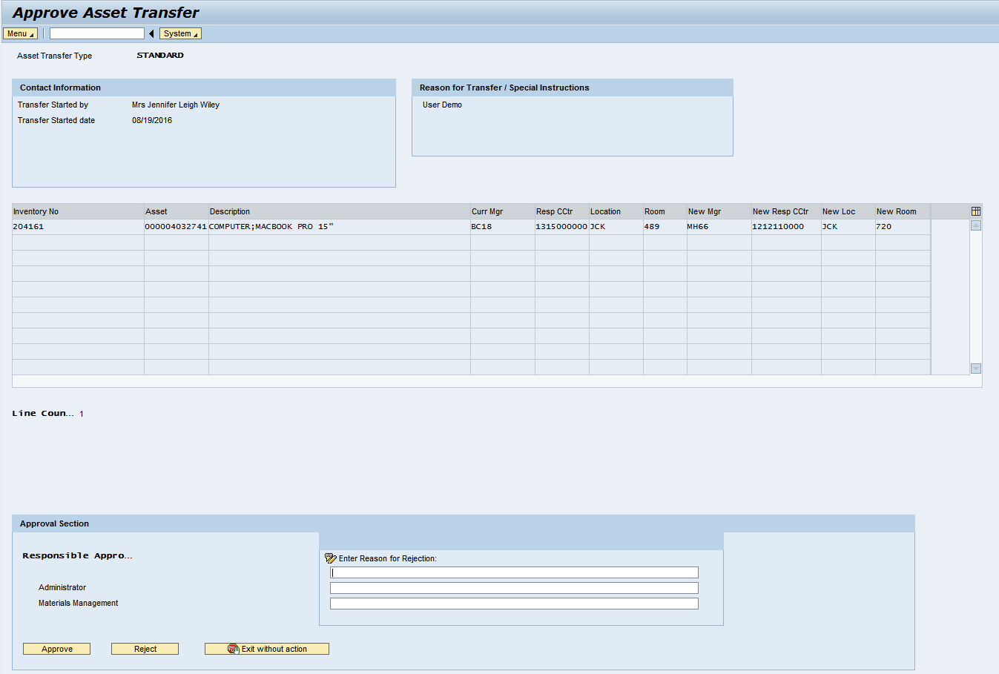 Approve Asset Transfer
Menu System
Asset Transfer Type STANDARD
Contact Information
Transfer Started by Mrs Jennifer Leigh Wiley
Transfer Started date 08/19/2016
Reason for Transfer / Special Instructions
User Demo
Inventory No Asset Description Curr Mgr Resp CCtr Location Room New Mgr New Resp CCtr New Loc New Room
204161 000004032741 COMPUTER;MACBOOK PRO 15" BC18 1315000000 JCK 489 MH66 1212110000 JCK 720
Line Coun... 1
Approval Section
Responsible Appro...
Administrator
Materials Management
Enter Reason for Rejection:
Approve Reject Exit without action